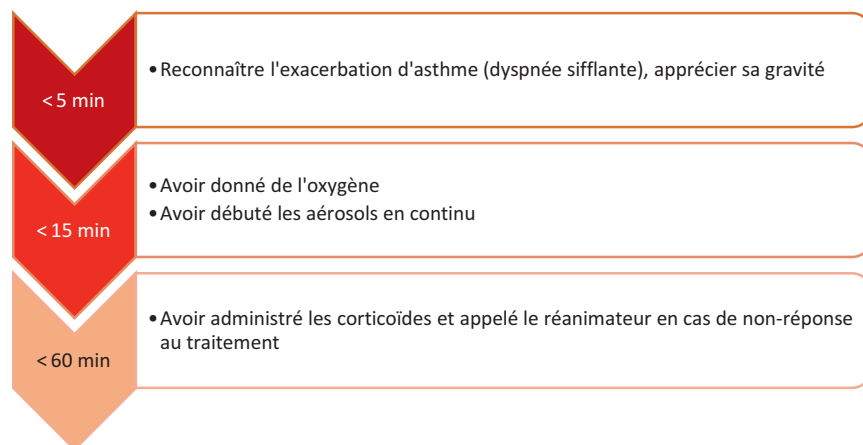 < 5 min
•Reconnaître l'exacerbation d'asthme (dyspnée sifflante), apprécier sa gravité
< 15 min
•Avoir donné de l'oxygène
•Avoir débuté les aérosols en continu
< 60 min
•Avoir administré les corticoïdes et appelé le réanimateur en cas de non-réponse
au traitement